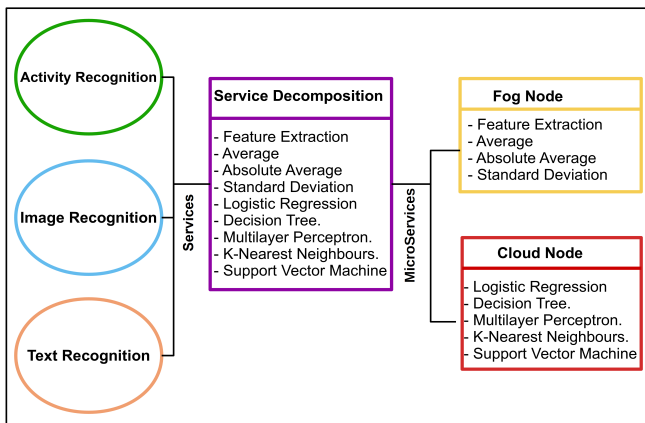 Activity Recognition
Image Recognition
Text Recognition
Services
Service Decomposition
- Feature Extraction
- Average
- Absolute Average
- Standard Deviation
- Logistic Regression
- Decision Tree.
- Multilayer Perceptron.
- K-Nearest Neighbours.
- Support Vector Machine
MicroServices
Fog Node
- Feature Extraction
- Average
- Absolute Average
- Standard Deviation
Cloud Node
- Logistic Regression
- Decision Tree.
- Multilayer Perceptron.
- K-Nearest Neighbours.
- Support Vector Machine